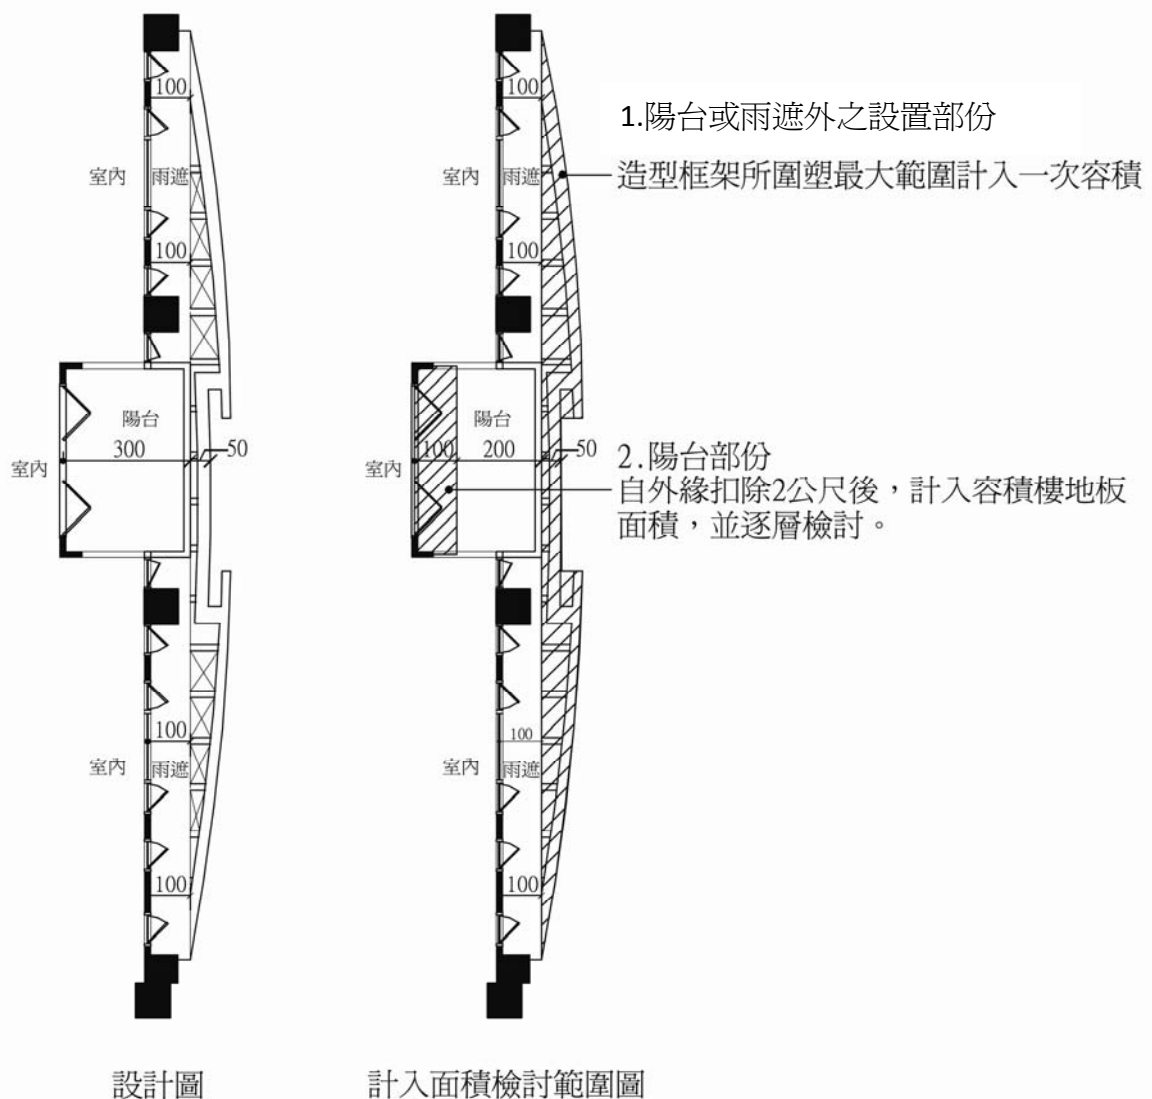 100
100
1.陽台或雨遮外之設置部份
室內
雨遮
室內
雨遮
造型框架所圍塑最大範圍計入一次容積
100
100
陽台
陽台
室內
300
50
室內
100
200
50
2.陽台部份
自外緣扣除2公尺後，計入容積樓地板
面積，並逐層檢討。
100
100
室內
雨遮
室內
雨遮
100
100
設計圖
計入面積檢討範圍圖